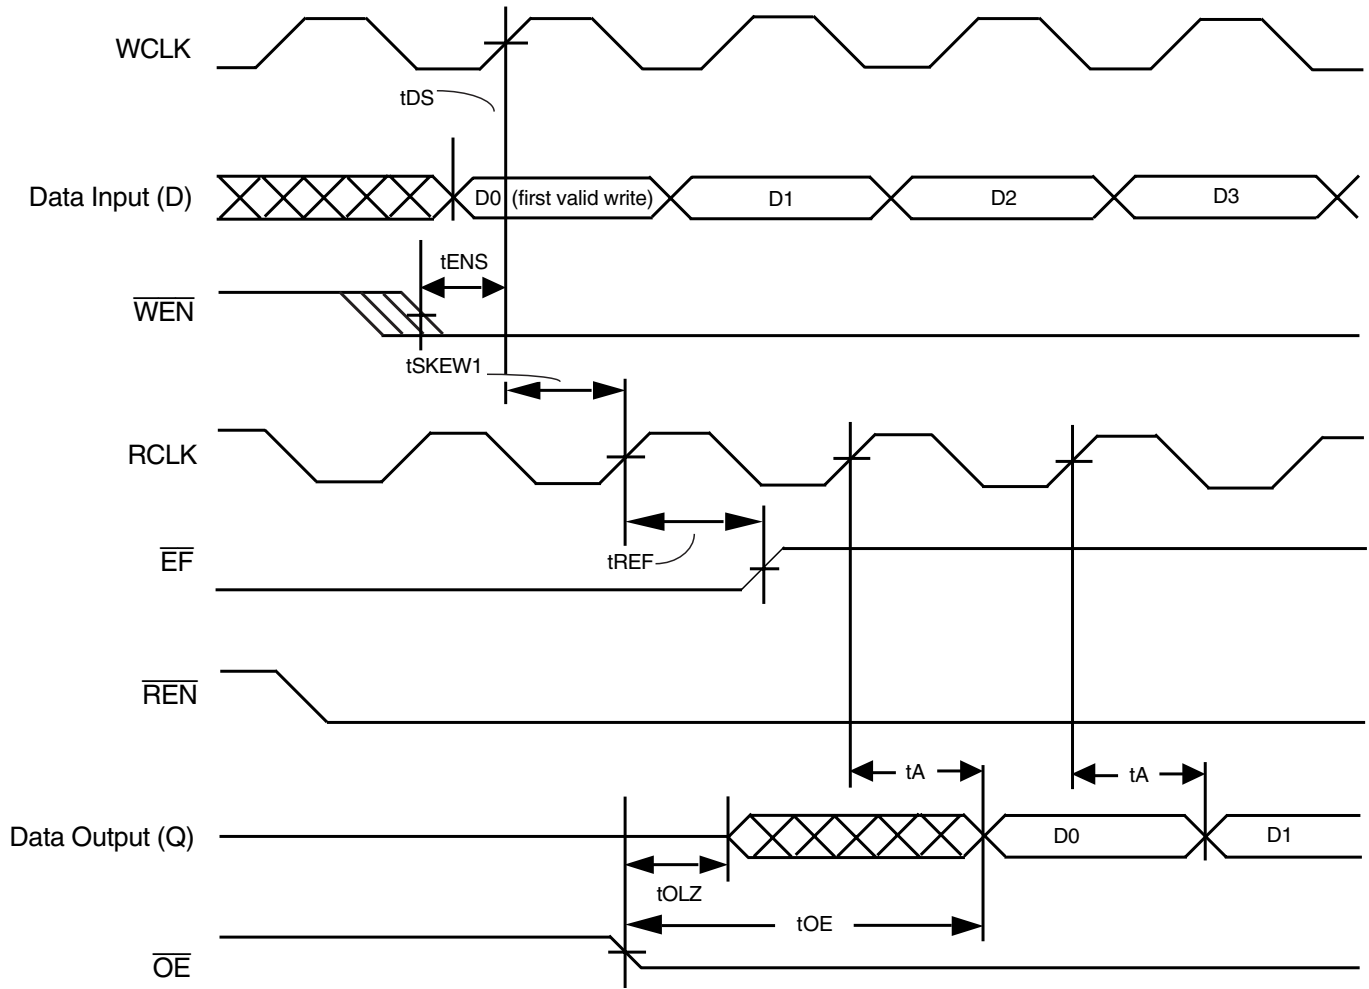 WCLK
tDS
Data Input (D)
D0 (first valid write)
D1
D2
D3
tENS
WEN
tSKEW1
RCLK
EF
tREF
REN
tA
tA
Data Output (Q)
D0
D1
tOLZ
tOE
OE